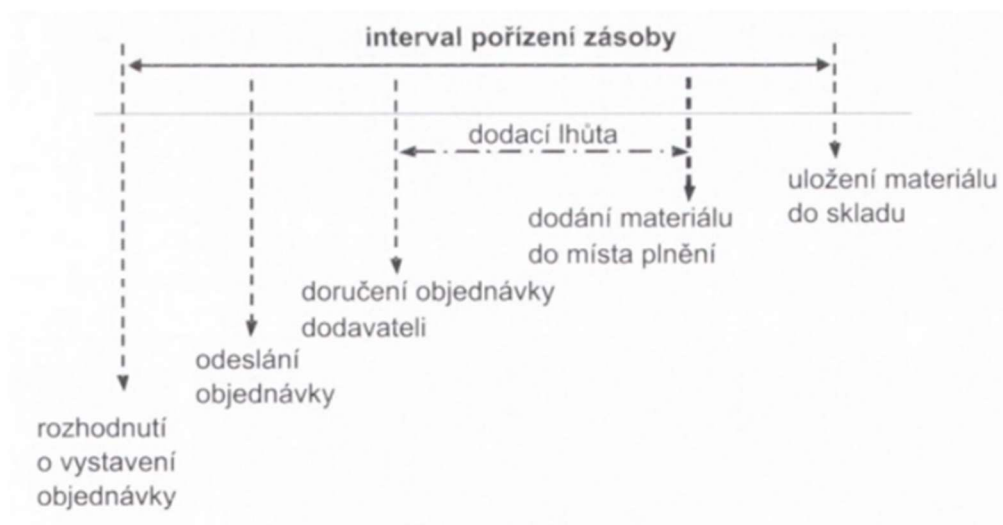 interval pořízení zásoby
dodací lhůta
uložení materiálu
do skladu
dodání materiálu
do místa plnění
doručení objednávky
dodavateli
odeslání
objednávky
rozhodnutí
o vystavení
objednávky